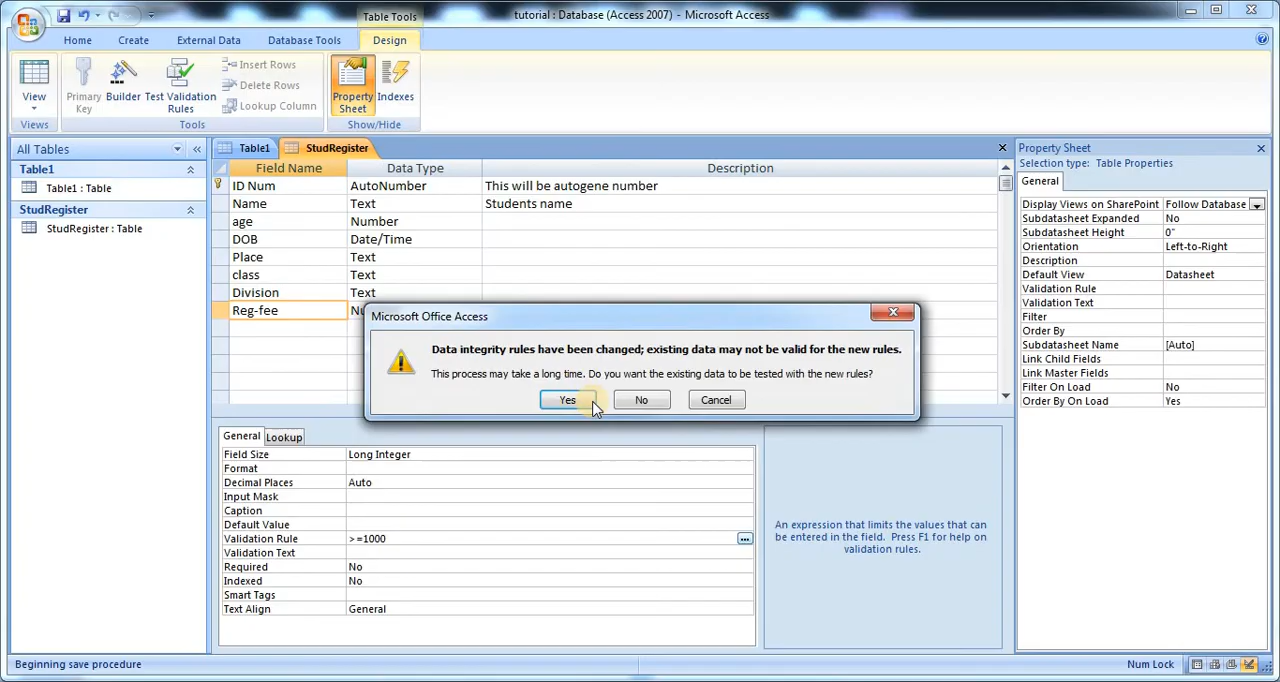 tutorial : Database (Access 2007) - Microsoft Access
Table Tools
Home
Create
External Data
Database Tools
Design
View
Primary Key
Builder
Test Validation Rules
Insert Rows
Delete Rows
Lookup Column
Property Sheet
Indexes
Views
Tools
Show/Hide
All Tables
Table1
Table1 : Table
StudRegister
StudRegister : Table
Table1
StudRegister
Field Name Data Type Description
ID Num AutoNumber This will be autogene number
Name Text Students name
age Number
DOB Date/Time
Place Text
class Text
Division Text
Reg-fee Nu
Microsoft Office Access
Data integrity rules have been changed; existing data may not be valid for the new rules.
This process may take a long time. Do you want the existing data to be tested with the new rules?
Yes No Cancel
General Lookup
Field Size Long Integer
Format
Decimal Places Auto
Input Mask
Caption
Default Value
Validation Rule >=1000
Validation Text
Required No
Indexed No
Smart Tags
Text Align General
An expression that limits the values that can
be entered in the field. Press F1 for help on
validation rules.
Property Sheet
Selection type: Table Properties
General
Display Views on SharePoint Follow Database
Subdatasheet Expanded No
Subdatasheet Height 0"
Orientation Left-to-Right
Description
Default View Datasheet
Validation Rule
Validation Text
Filter
Order By
Subdatasheet Name [Auto]
Link Child Fields
Link Master Fields
Filter On Load No
Order By On Load Yes
Beginning save procedure
Num Lock